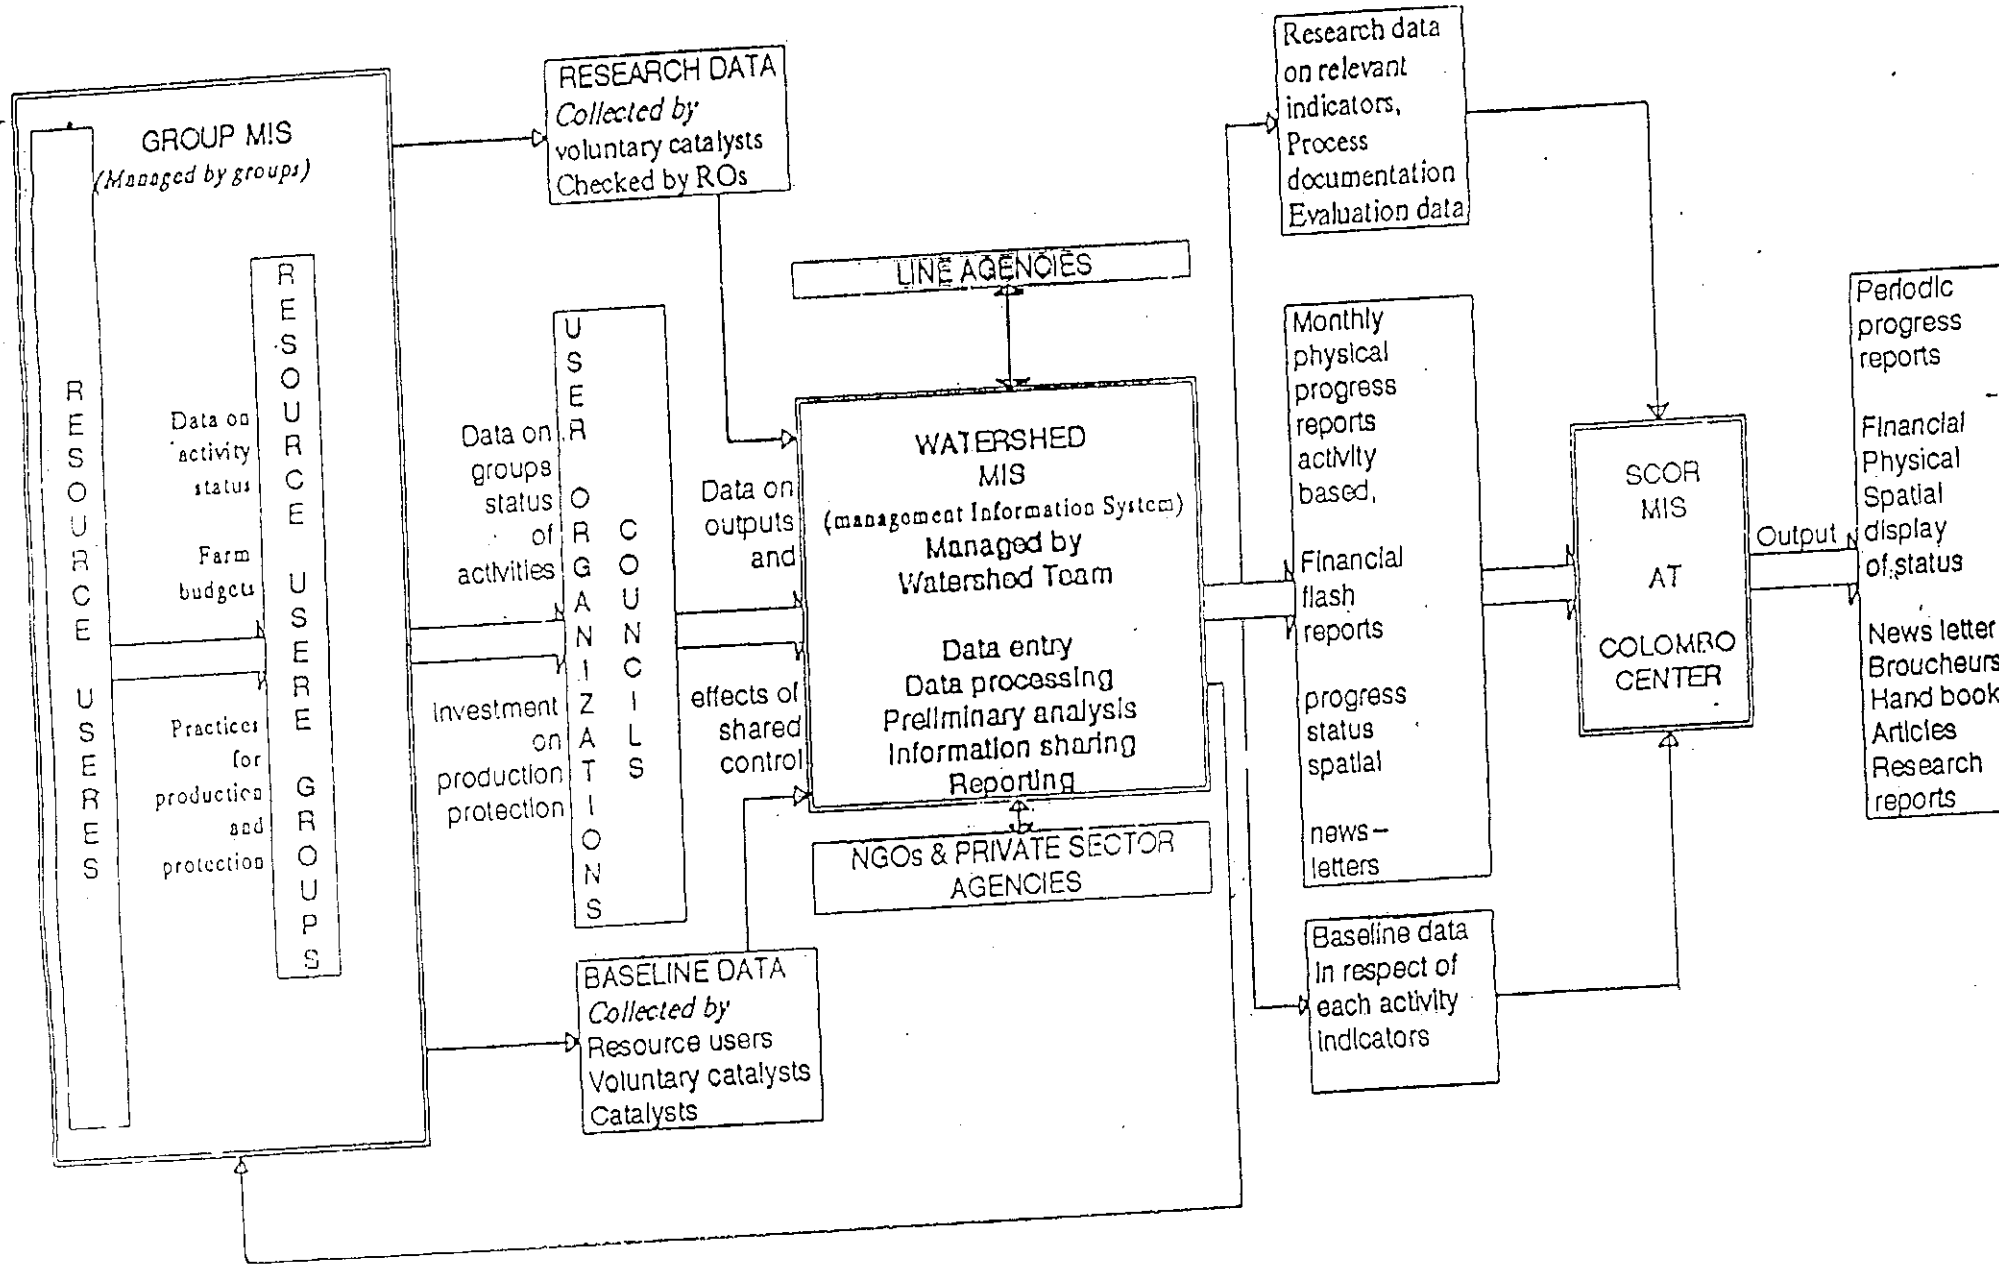 GROUP MIS
(Managed by groups)
RESOURCE USERES
Data on
activity
status
Farm
budgets
Practices
for
production
and
protection
RESOURCE USERE GROUPS
RESEARCH DATA
Collected by
voluntary catalysts
Checked by ROs
Data on
groups
status
of
activities
Investment
on
production
protection
USER ORGANIZATIONS
COUNCILS
BASELINE DATA
Collected by
Resource users
Voluntary catalysts
Catalysts
Data on
outputs
and
effects of
shared
control
LINE AGENCIES
WATERSHED
MIS
(management Information System)
Managed by
Watershed Team
Data entry
Data processing
Preliminary analysis
Information sharing
Reporting
NGOs & PRIVATE SECTOR
AGENCIES
Research data
on relevant
indicators,
Process
documentation
Evaluation data
Monthly
physical
progress
reports
activity
based,
Financial
flash
reports
progress
status
spatial
news-
letters
Baseline data
In respect of
each activity
indicators
SCOR
MIS
AT
COLOMBO
CENTER
Output
Periodic
progress
reports
Financial
Physical
Spatial
display
of status
News letter
Broucheurs
Hand book
Articles
Research
reports